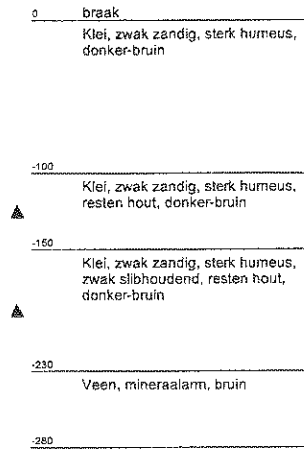 0 braak
Klei, zwak zandig, sterk humeus,
donker-bruin
-100
Klei, zwak zandig, sterk humeus,
resten hout, donker-bruin
-150
Klei, zwak zandig, sterk humeus,
zwak slibhoudend, resten hout,
donker-bruin
-230
Veen, mineraalarm, bruin
-280